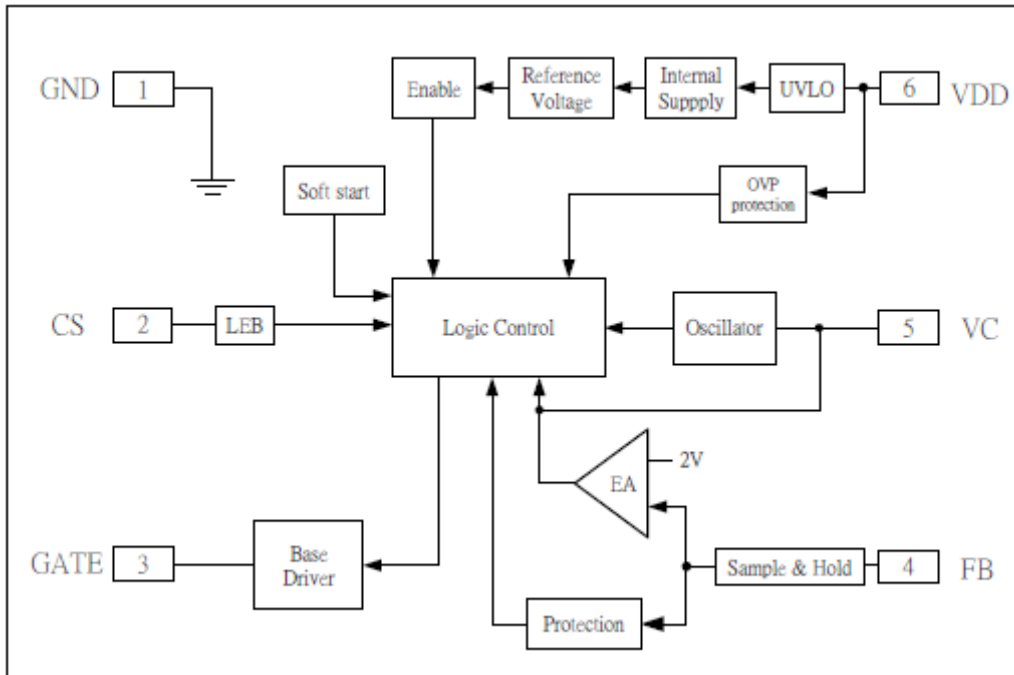 GND
1
Enable
Reference
Voltage
Internal
Suppply
UVLO
6
VDD
Soft start
OVP
protection
CS
2
LEB
Logic Control
Oscillator
5
VC
EA
2V
GATE
3
Base
Driver
Sample & Hold
4
FB
Protection